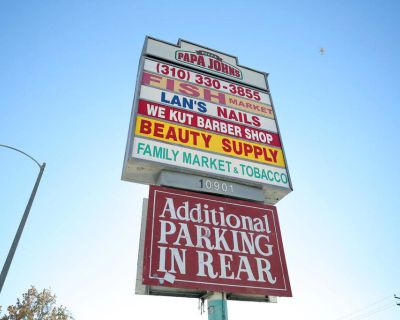 PAPA JOHNS
(310) 330-3855
FISH MARKET
LAN'S NAILS
WE KUT BARBER SHOP
BEAUTY SUPPLY
FAMILY MARKET & TOBACCO
10901
Additional
PARKING
IN REAR